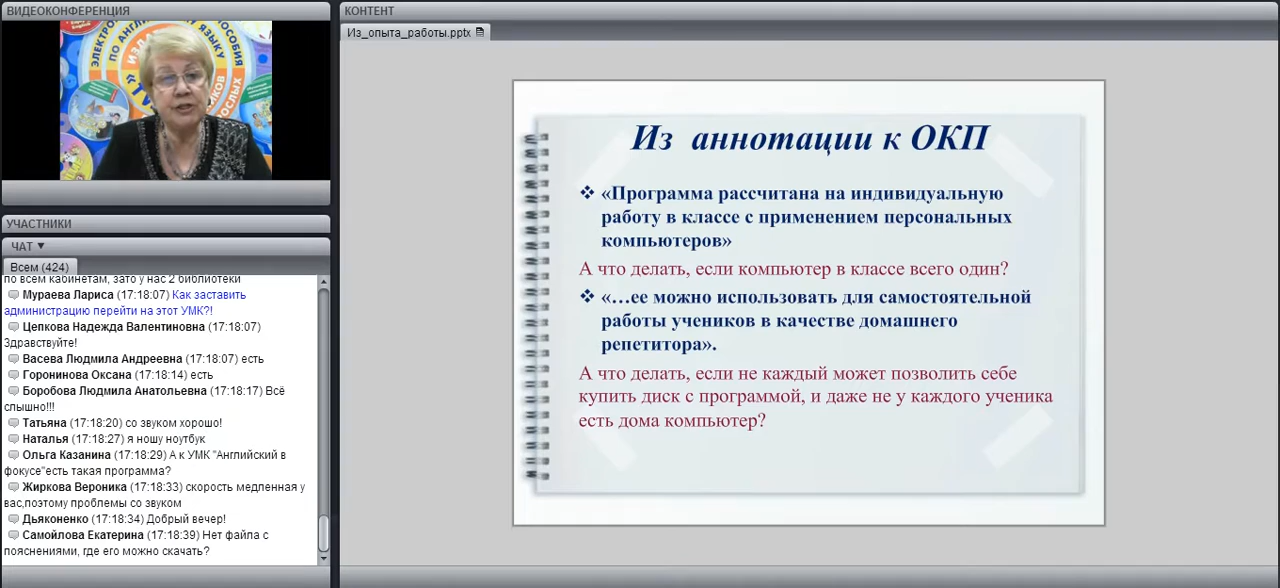 ВИДЕОКОНФЕРЕНЦИЯ
ЭЛЕКТРОН
ПО АНГЛИЙСКОМУ ЯЗЫКУ
ПОСОБИЯ
УЧАСТНИКИ
ЧАТ
Всем (424)
по всем кабинетам, зато у нас 2 библиотеки
Мураева Лариса (17:18:07) Как заставить
администрацию перейти на этот УМК?!
Цепкова Надежда Валентиновна (17:18:07)
Здравствуйте!
Васева Людмила Андреевна (17:18:07) есть
Горонинова Оксана (17:18:14) есть
Боробова Людмила Анатольевна (17:18:17) Всё
слышно!!!
Татьяна (17:18:20) со звуком хорошо!
Наталья (17:18:27) я ношу ноутбук
Ольга Казанина (17:18:29) А к УМК "Английский в
фокусе"есть такая программа?
Жиркова Вероника (17:18:33) скорость медленная у
вас,поэтому проблемы со звуком
Дьяконенко (17:18:34) Добрый вечер!
Самойлова Екатерина (17:18:39) Нет файла с
пояснениями, где его можно скачать?
КОНТЕНТ
Из_опыта_работы.pptx
Из аннотации к ОКП
❖ «Программа рассчитана на индивидуальную
работу в классе с применением персональных
компьютеров»
А что делать, если компьютер в классе всего один?
❖ «…ее можно использовать для самостоятельной
работы учеников в качестве домашнего
репетитора».
А что делать, если не каждый может позволить себе
купить диск с программой, и даже не у каждого ученика
есть дома компьютер?